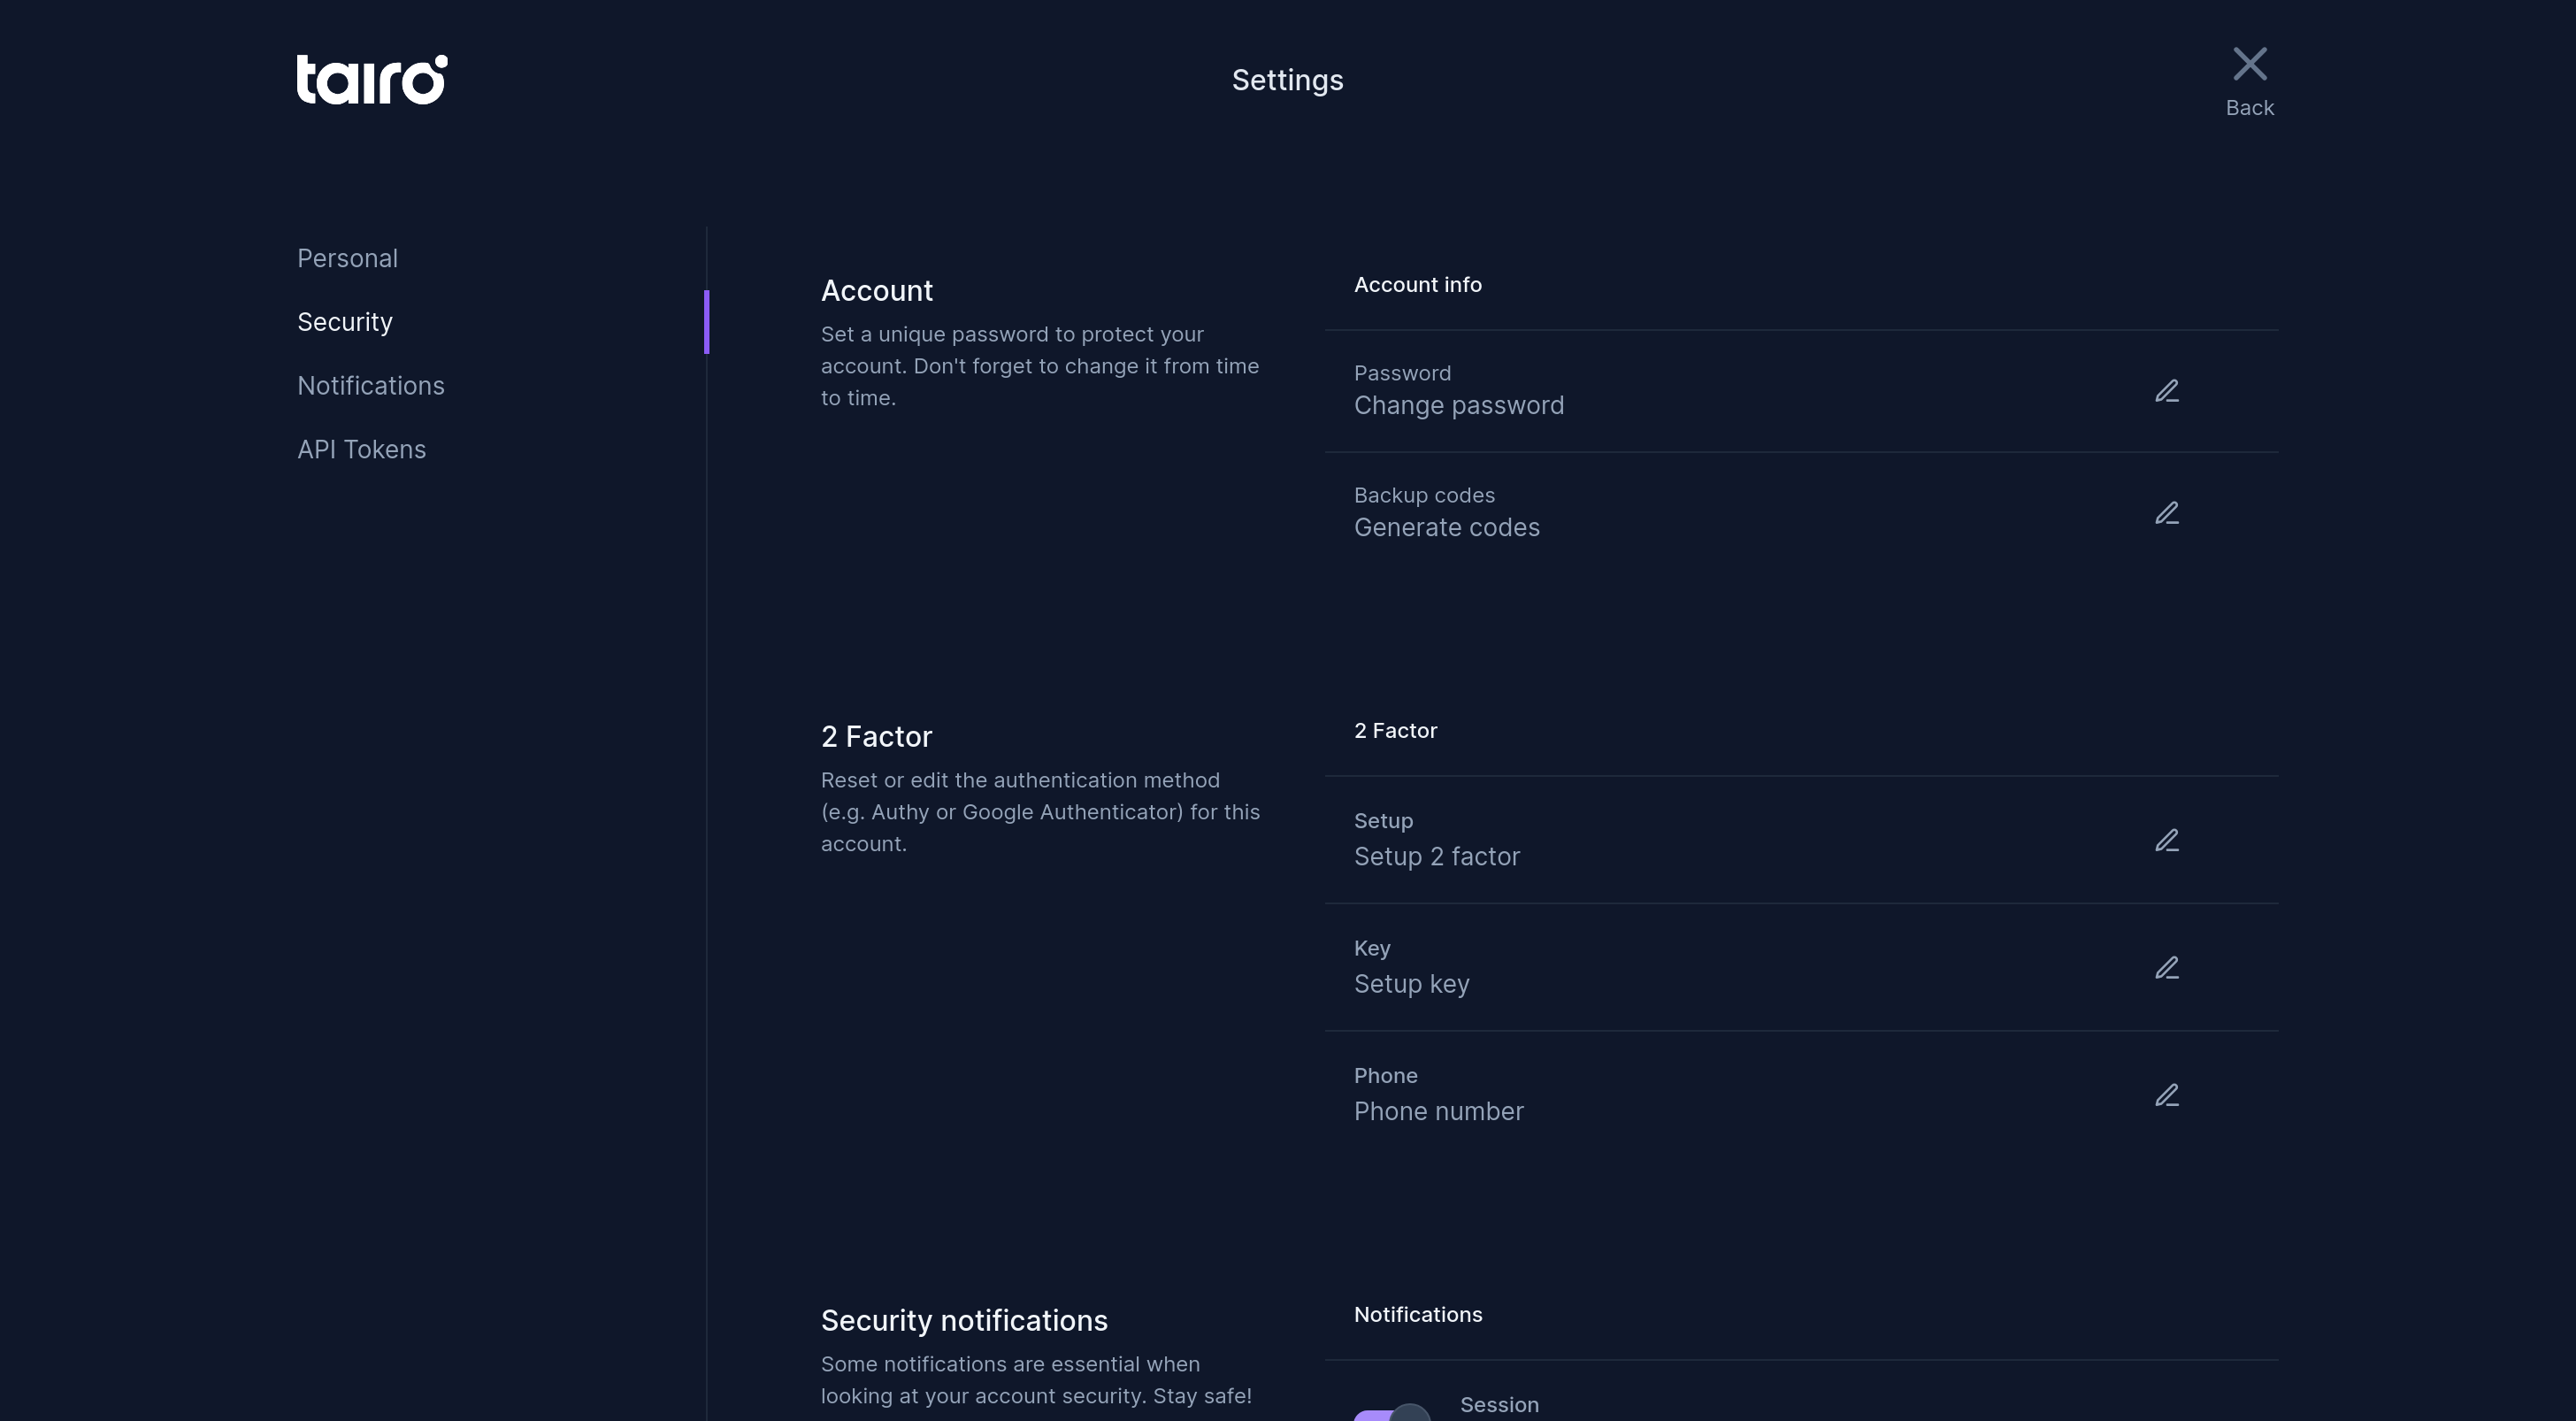 tairo
Settings
Back
Personal
Security
Notifications
API Tokens
Account
Set a unique password to protect your
account. Don't forget to change it from time
to time.
Account info
Password
Change password
Backup codes
Generate codes
2 Factor
Reset or edit the authentication method
(e.g. Authy or Google Authenticator) for this
account.
2 Factor
Setup
Setup 2 factor
Key
Setup key
Phone
Phone number
Security notifications
Some notifications are essential when
looking at your account security. Stay safe!
Notifications
Session